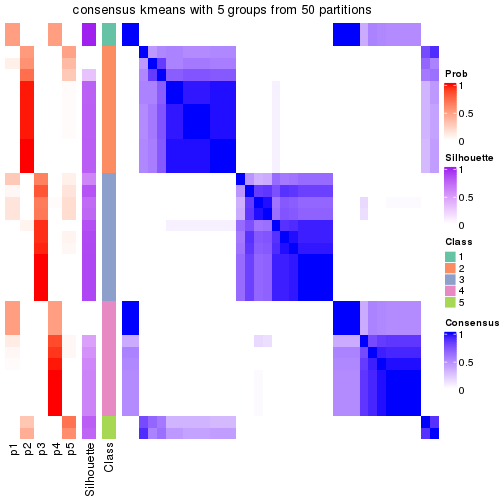 consensus kmeans with 5 groups from 50 partitions
Prob
1
0.5
0
Silhouette
1
0.5
0
Class
1
2
3
4
5
Consensus
1
0.5
0
p1
p2
p3
p4
p5
Silhouette
Class